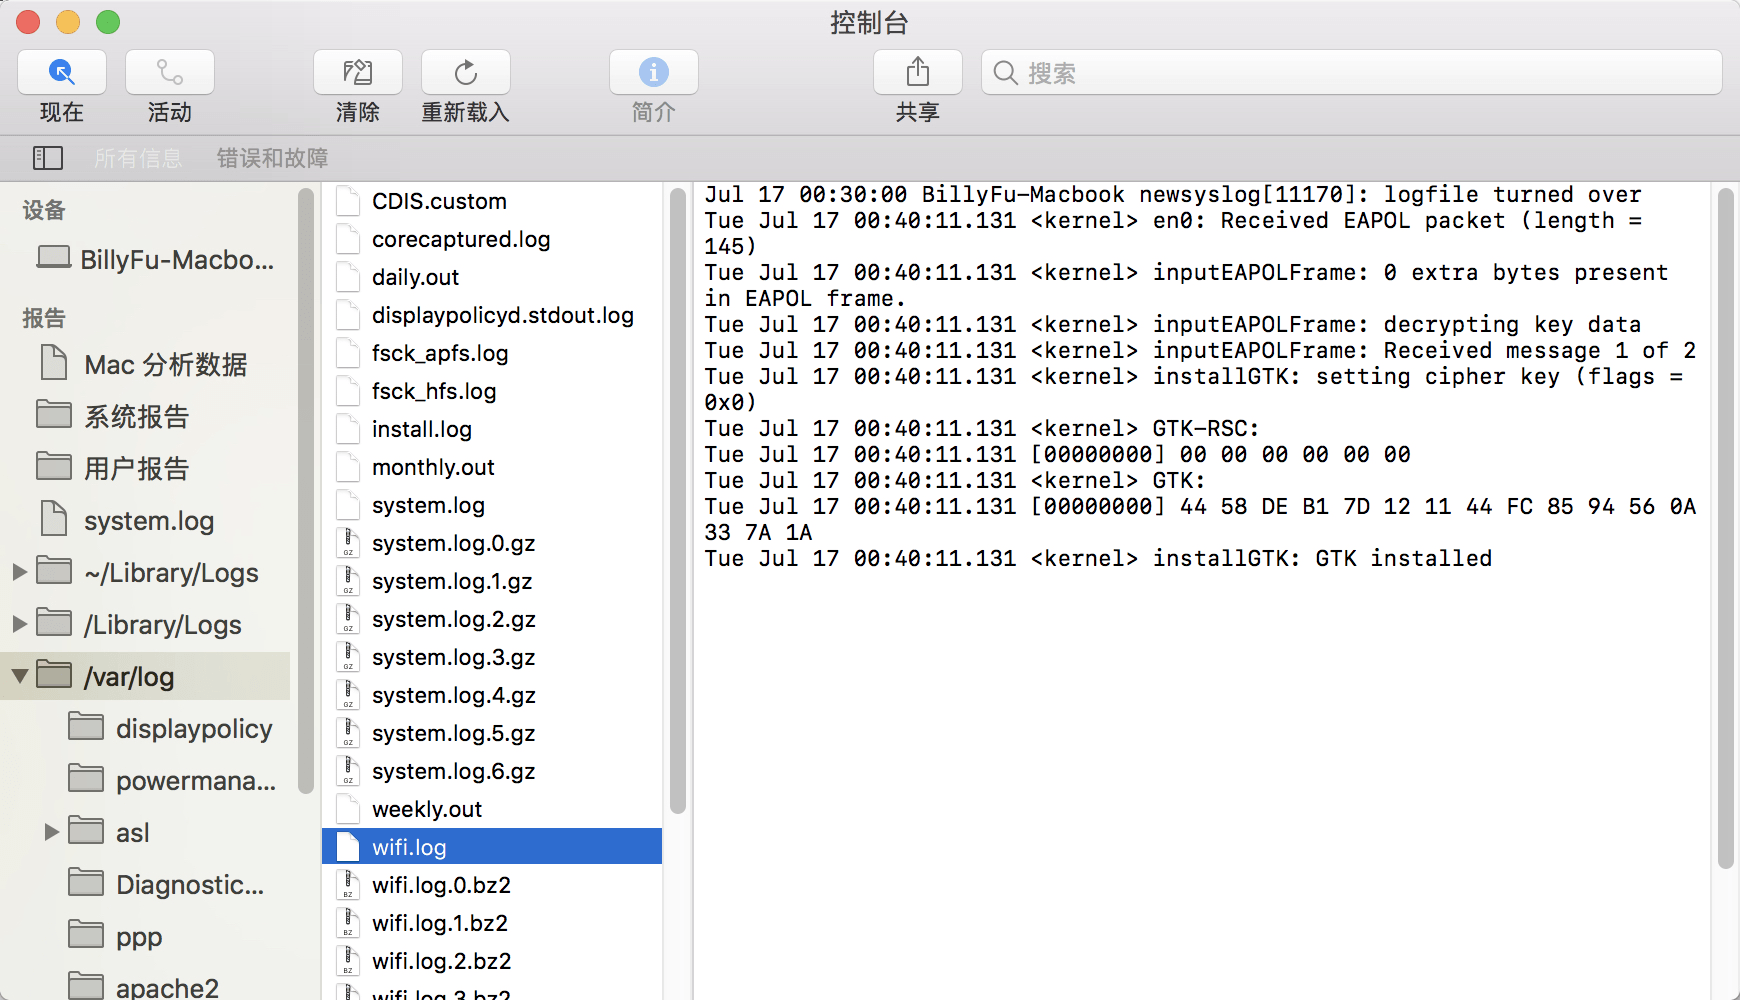 控制台
现在
活动
清除
重新载入
简介
共享
搜索
所有信息
错误和故障
设备
BillyFu-Macbo...
报告
Mac 分析数据
系统报告
用户报告
system.log
~/Library/Logs
/Library/Logs
/var/log
displaypolicy
powermana...
asl
Diagnostic...
ppp
apache2
CDIS.custom
corecaptured.log
daily.out
displaypolicyd.stdout.log
fsck_apfs.log
fsck_hfs.log
install.log
monthly.out
system.log
GZ system.log.0.gz
GZ system.log.1.gz
GZ system.log.2.gz
GZ system.log.3.gz
GZ system.log.4.gz
GZ system.log.5.gz
GZ system.log.6.gz
weekly.out
wifi.log
BZ wifi.log.0.bz2
BZ wifi.log.1.bz2
BZ wifi.log.2.bz2
wifi.log.3.bz2
Jul 17 00:30:00 BillyFu-Macbook newsyslog[11170]: logfile turned over
Tue Jul 17 00:40:11.131 <kernel> en0: Received EAPOL packet (length =
145)
Tue Jul 17 00:40:11.131 <kernel> inputEAPOLFrame: 0 extra bytes present
in EAPOL frame.
Tue Jul 17 00:40:11.131 <kernel> inputEAPOLFrame: decrypting key data
Tue Jul 17 00:40:11.131 <kernel> inputEAPOLFrame: Received message 1 of 2
Tue Jul 17 00:40:11.131 <kernel> installGTK: setting cipher key (flags =
0x0)
Tue Jul 17 00:40:11.131 <kernel> GTK-RSC:
Tue Jul 17 00:40:11.131 [00000000] 00 00 00 00 00 00
Tue Jul 17 00:40:11.131 <kernel> GTK:
Tue Jul 17 00:40:11.131 [00000000] 44 58 DE B1 7D 12 11 44 FC 85 94 56 0A
33 7A 1A
Tue Jul 17 00:40:11.131 <kernel> installGTK: GTK installed